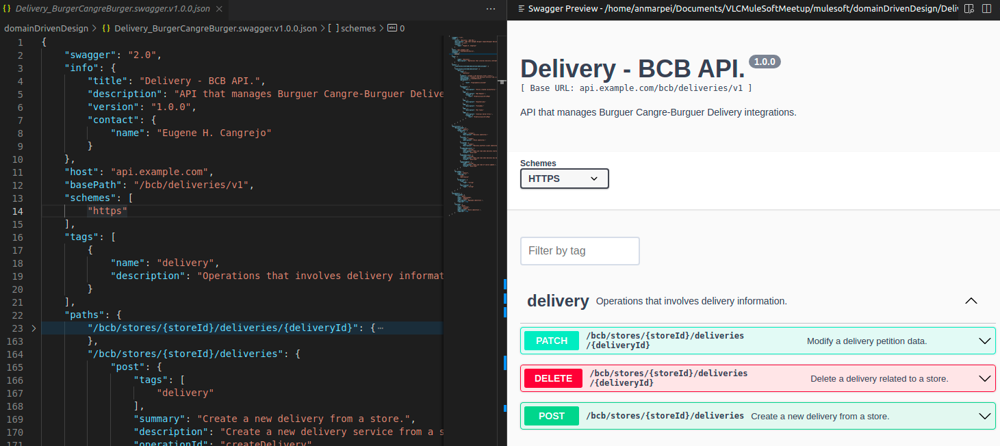 {} Delivery_BurgerCangreBurger.swagger.v1.0.0.json ×
domainDrivenDesign > {} Delivery_BurgerCangreBurger.swagger.v1.0.0.json > [ ] schemes > abc 0
1 {
2 "swagger": "2.0",
3 "info": {
4 "title": "Delivery - BCB API.",
5 "description": "API that manages Burguer Cangre-Burguer Delive
6 "version": "1.0.0",
7 "contact": {
8 "name": "Eugene H. Cangrejo"
9 }
10 },
11 "host": "api.example.com",
12 "basePath": "/bcb/deliveries/v1",
13 "schemes": [
14 "https"
15 ],
16 "tags": [
17 {
18 "name": "delivery",
19 "description": "Operations that involves delivery informat
20 }
21 ],
22 "paths": {
23 > "/bcb/stores/{storeId}/deliveries/{deliveryId}": {⋯
163 },
164 "/bcb/stores/{storeId}/deliveries": {
165 "post": {
166 "tags": [
167 "delivery"
168 ],
169 "summary": "Create a new delivery from a store.",
170 "description": "Create a new delivery service from a s
171 "operationId": "createDelivery"
Swagger Preview - /home/anmarpei/Documents/VLCMuleSoftMeetup/mulesoft/domainDrivenDesign/Deli
Delivery - BCB API. 1.0.0
[ Base URL: api.example.com/bcb/deliveries/v1 ]
API that manages Burguer Cangre-Burguer Delivery integrations.
Schemes
HTTPS
Filter by tag
delivery Operations that involves delivery information.
PATCH /bcb/stores/{storeId}/deliveries
/{deliveryId} Modify a delivery petition data.
DELETE /bcb/stores/{storeId}/deliveries
/{deliveryId} Delete a delivery related to a store.
POST /bcb/stores/{storeId}/deliveries Create a new delivery from a store.